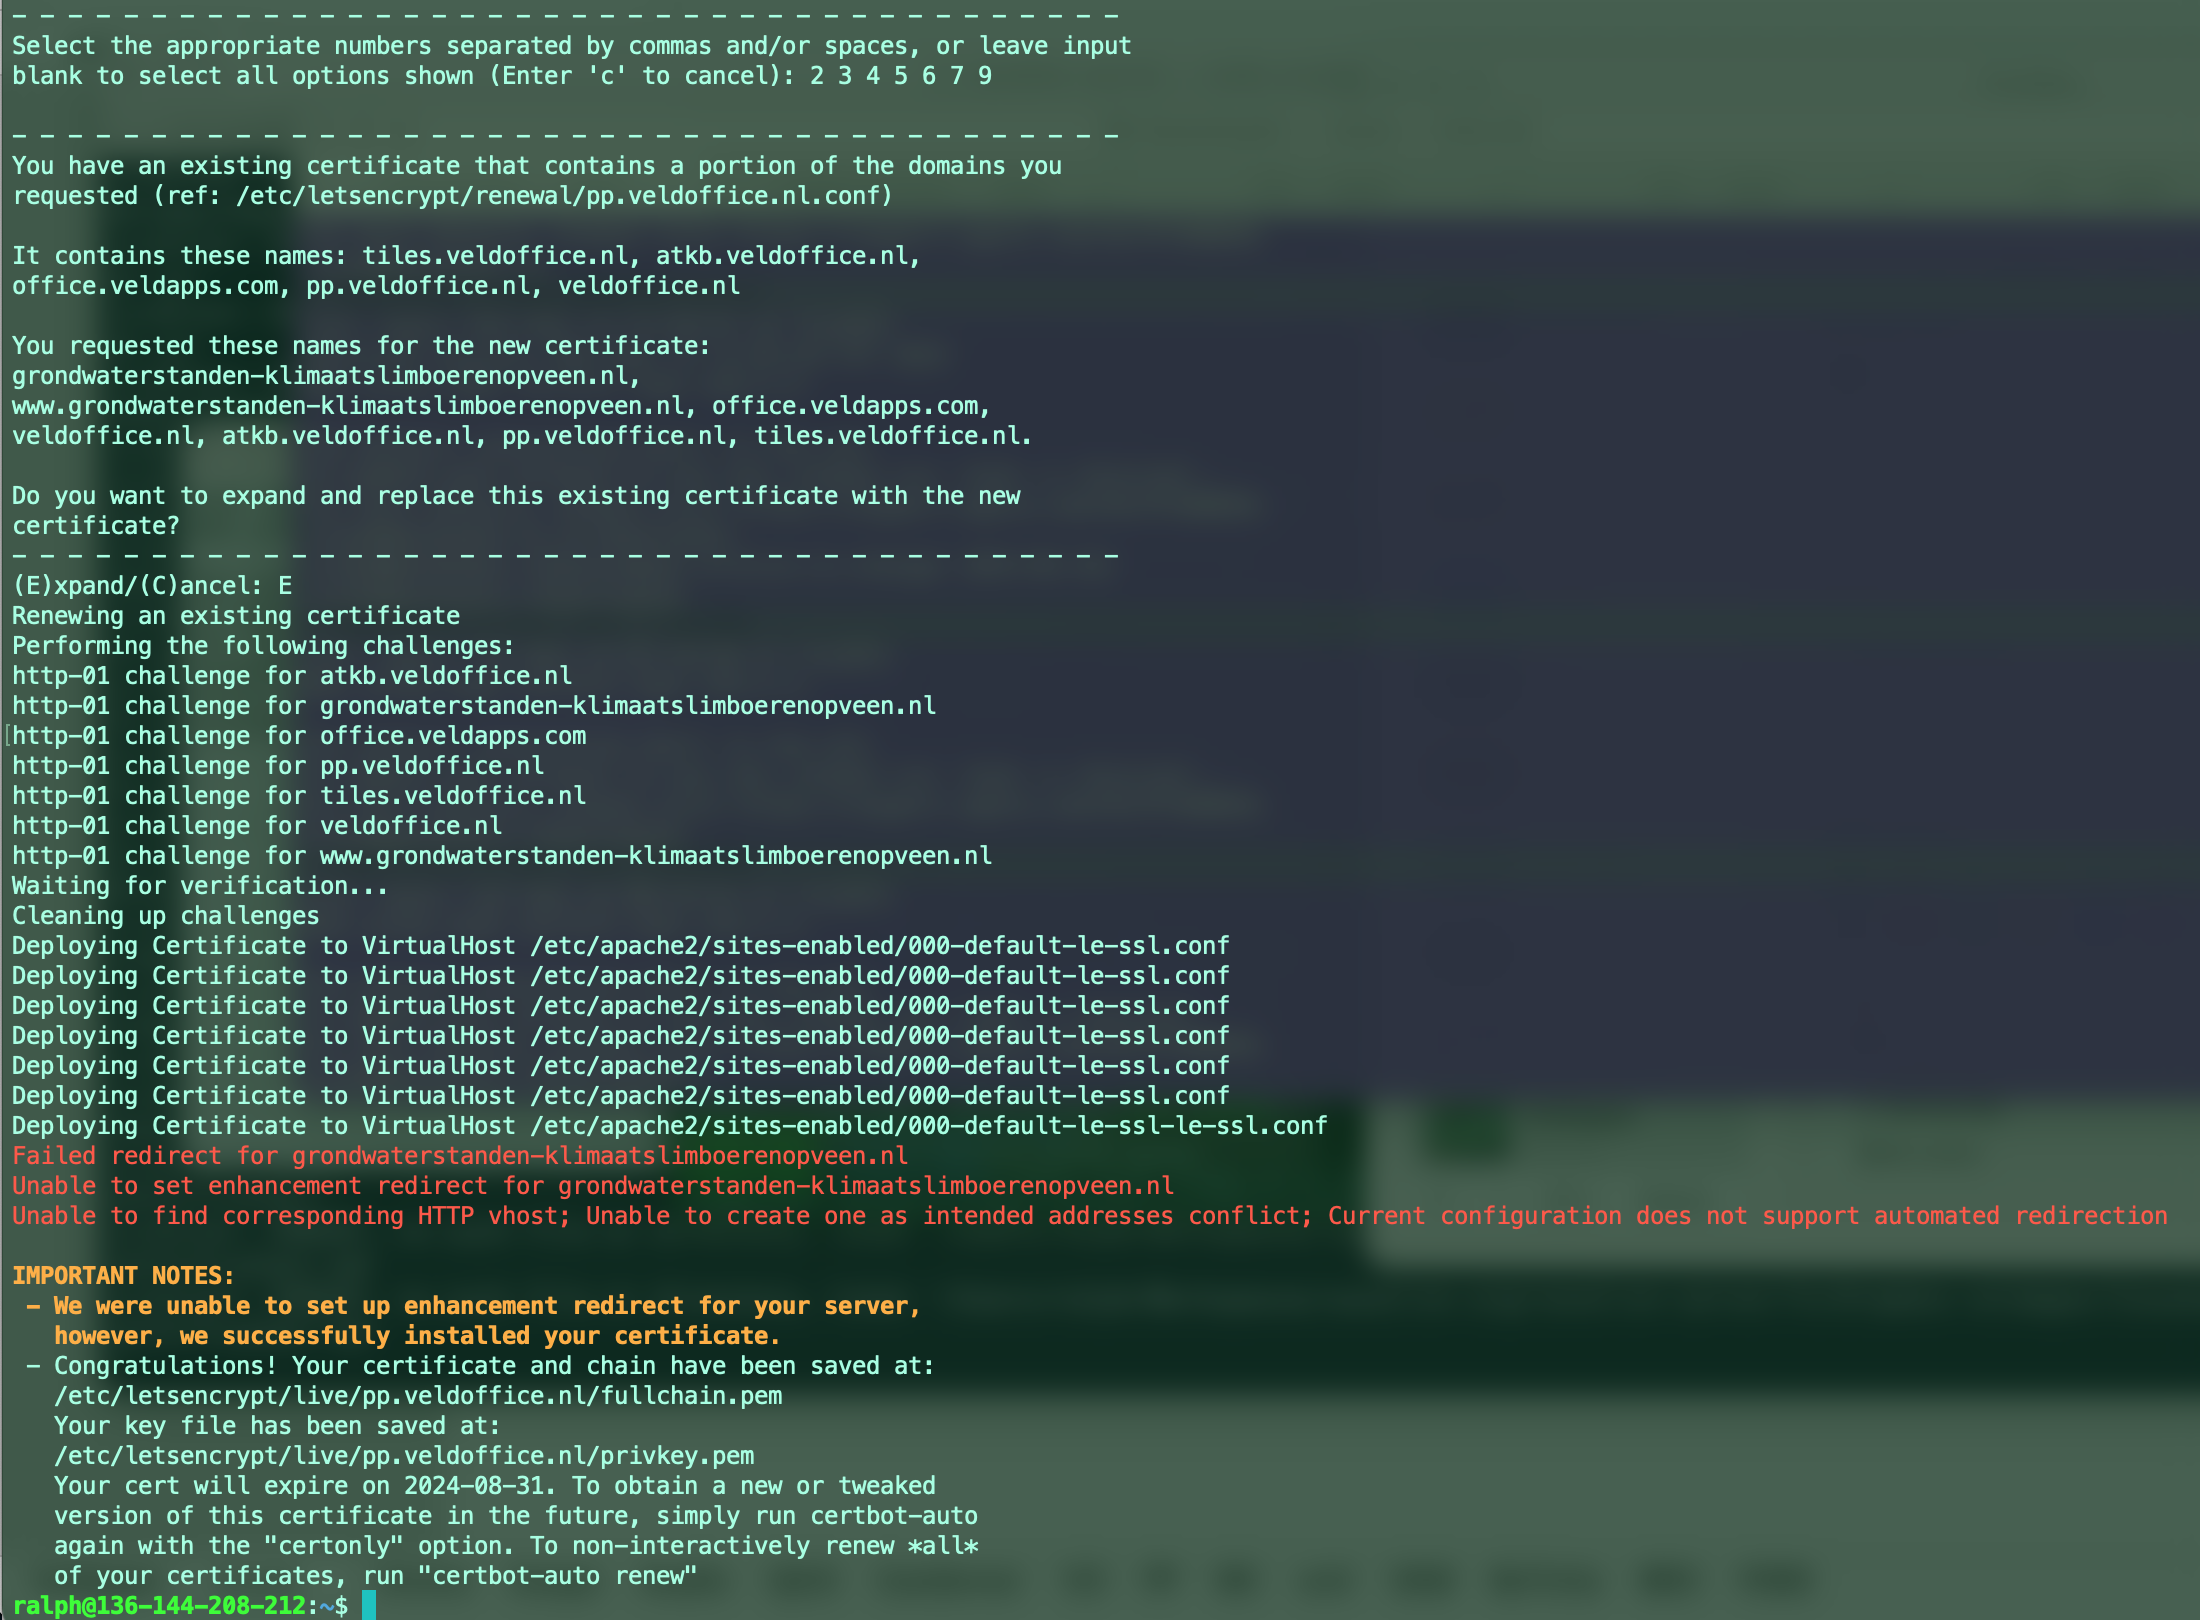 - - - - - - - - - - - - - - - - - - - - - - - - - - - - - - - - - - - - - - - -
Select the appropriate numbers separated by commas and/or spaces, or leave input
blank to select all options shown (Enter 'c' to cancel): 2 3 4 5 6 7 9

- - - - - - - - - - - - - - - - - - - - - - - - - - - - - - - - - - - - - - - -
You have an existing certificate that contains a portion of the domains you
requested (ref: /etc/letsencrypt/renewal/pp.veldoffice.nl.conf)

It contains these names: tiles.veldoffice.nl, atkb.veldoffice.nl,
office.veldapps.com, pp.veldoffice.nl, veldoffice.nl

You requested these names for the new certificate:
grondwaterstanden-klimaatslimboerenopveen.nl,
www.grondwaterstanden-klimaatslimboerenopveen.nl, office.veldapps.com,
veldoffice.nl, atkb.veldoffice.nl, pp.veldoffice.nl, tiles.veldoffice.nl.

Do you want to expand and replace this existing certificate with the new
certificate?
- - - - - - - - - - - - - - - - - - - - - - - - - - - - - - - - - - - - - - - -
(E)xpand/(C)ancel: E
Renewing an existing certificate
Performing the following challenges:
http-01 challenge for atkb.veldoffice.nl
http-01 challenge for grondwaterstanden-klimaatslimboerenopveen.nl
[http-01 challenge for office.veldapps.com
http-01 challenge for pp.veldoffice.nl
http-01 challenge for tiles.veldoffice.nl
http-01 challenge for veldoffice.nl
http-01 challenge for www.grondwaterstanden-klimaatslimboerenopveen.nl
Waiting for verification...
Cleaning up challenges
Deploying Certificate to VirtualHost /etc/apache2/sites-enabled/000-default-le-ssl.conf
Deploying Certificate to VirtualHost /etc/apache2/sites-enabled/000-default-le-ssl.conf
Deploying Certificate to VirtualHost /etc/apache2/sites-enabled/000-default-le-ssl.conf
Deploying Certificate to VirtualHost /etc/apache2/sites-enabled/000-default-le-ssl.conf
Deploying Certificate to VirtualHost /etc/apache2/sites-enabled/000-default-le-ssl.conf
Deploying Certificate to VirtualHost /etc/apache2/sites-enabled/000-default-le-ssl.conf
Deploying Certificate to VirtualHost /etc/apache2/sites-enabled/000-default-le-ssl-le-ssl.conf
Failed redirect for grondwaterstanden-klimaatslimboerenopveen.nl
Unable to set enhancement redirect for grondwaterstanden-klimaatslimboerenopveen.nl
Unable to find corresponding HTTP vhost; Unable to create one as intended addresses conflict; Current configuration does not support automated redirection

IMPORTANT NOTES:
 - We were unable to set up enhancement redirect for your server,
   however, we successfully installed your certificate.
 - Congratulations! Your certificate and chain have been saved at:
   /etc/letsencrypt/live/pp.veldoffice.nl/fullchain.pem
   Your key file has been saved at:
   /etc/letsencrypt/live/pp.veldoffice.nl/privkey.pem
   Your cert will expire on 2024-08-31. To obtain a new or tweaked
   version of this certificate in the future, simply run certbot-auto
   again with the "certonly" option. To non-interactively renew *all*
   of your certificates, run "certbot-auto renew"
ralph@136-144-208-212:~$